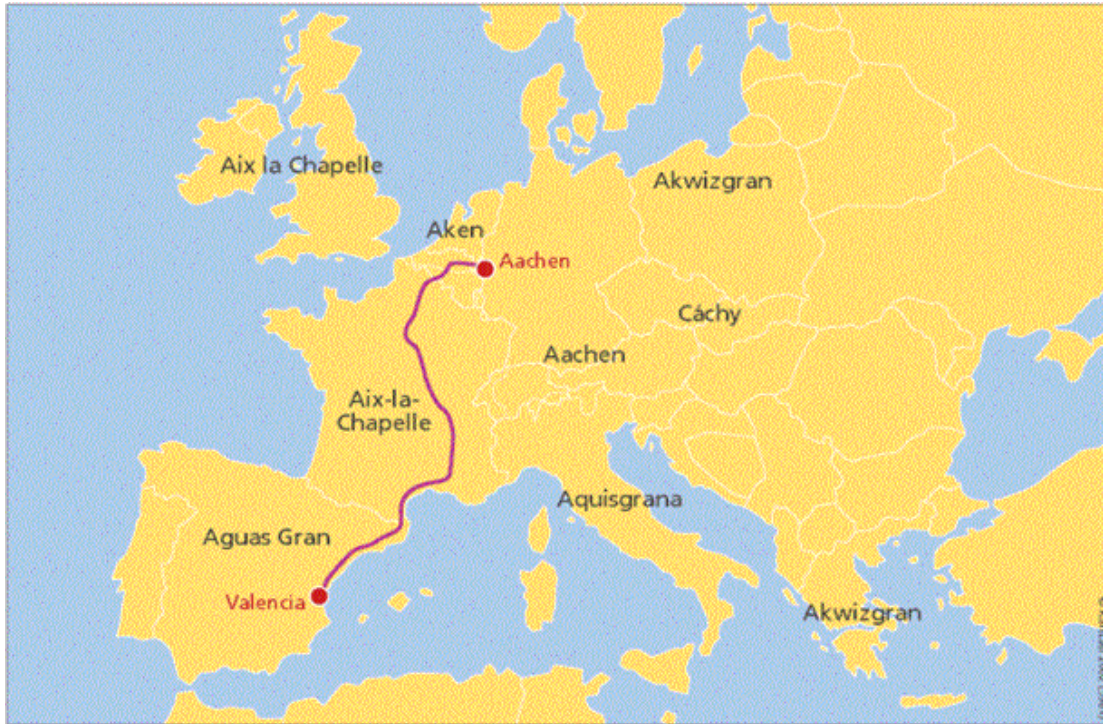 Aix la Chapelle
Akwizgran
Aken
Aachen
Cáchy
Aachen
Aix-la-
Chapelle
Aquisgrana
Aguas Gran
Valencia
Akwizgran